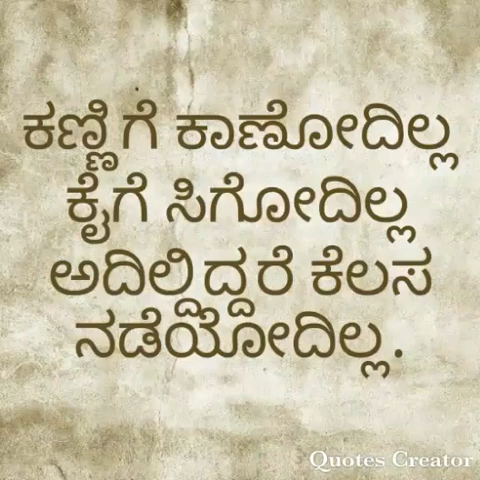 ಕಣ್ಣಿಗೆ ಕಾಣೋದಿಲ್ಲ
ಕೈಗೆ ಸಿಗೋದಿಲ್ಲ
ಅದಿಲ್ದಿದ್ದರೆ ಕೆಲಸ
ನಡೆಯೋದಿಲ್ಲ.
Quotes Creator